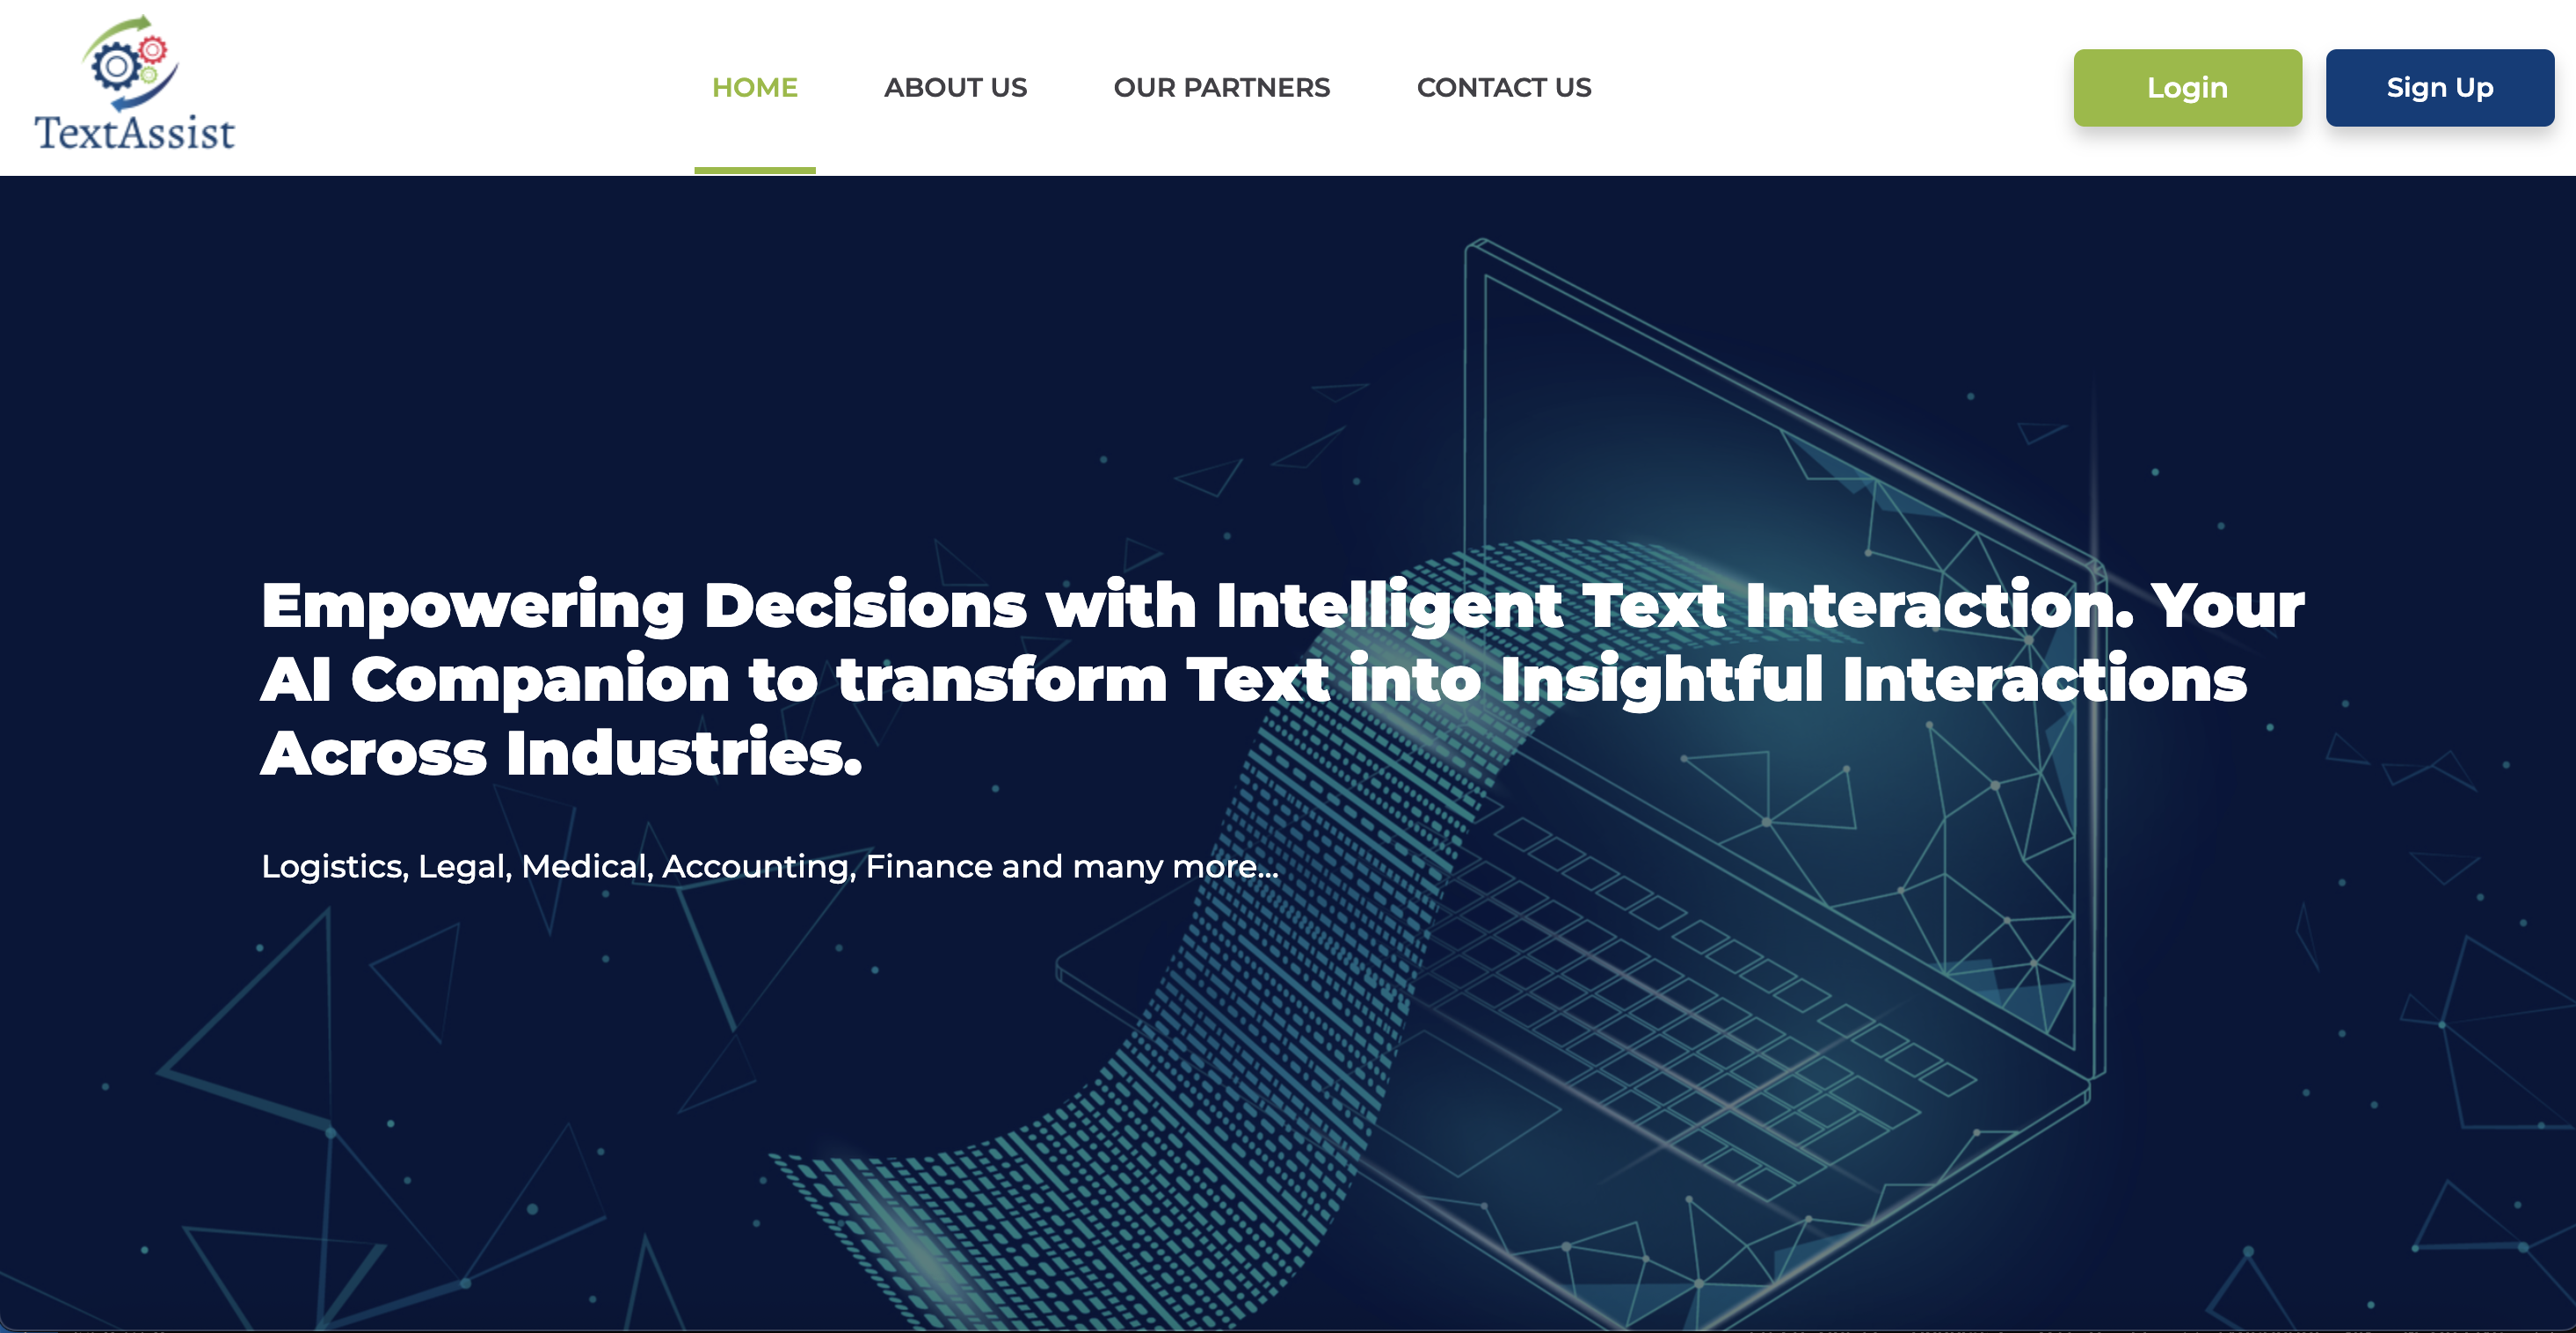 TextAssist
HOME
ABOUT US
OUR PARTNERS
CONTACT US
Login
Sign Up
Empowering Decisions with Intelligent Text Interaction. Your
AI Companion to transform Text into Insightful Interactions
Across Industries.
Logistics, Legal, Medical, Accounting, Finance and many more...